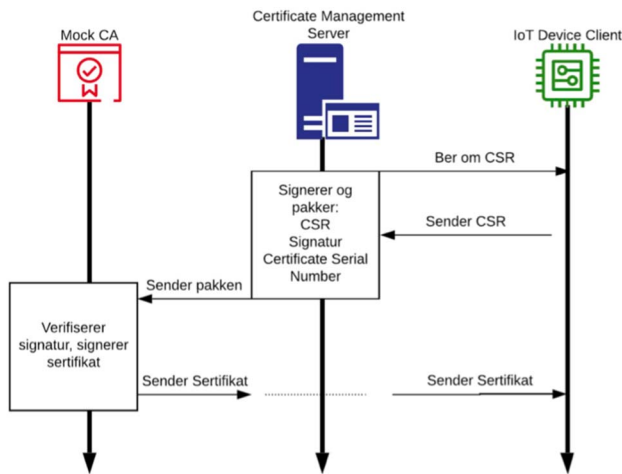 Certificate Management
Server
Mock CA
IoT Device Client
Ber om CSR
Signerer og
pakker:
CSR
Signatur
Certificate Serial
Number
Sender CSR
Sender pakken
Verifiserer
signatur, signerer
sertifikat
Sender Sertifikat
Sender Sertifikat